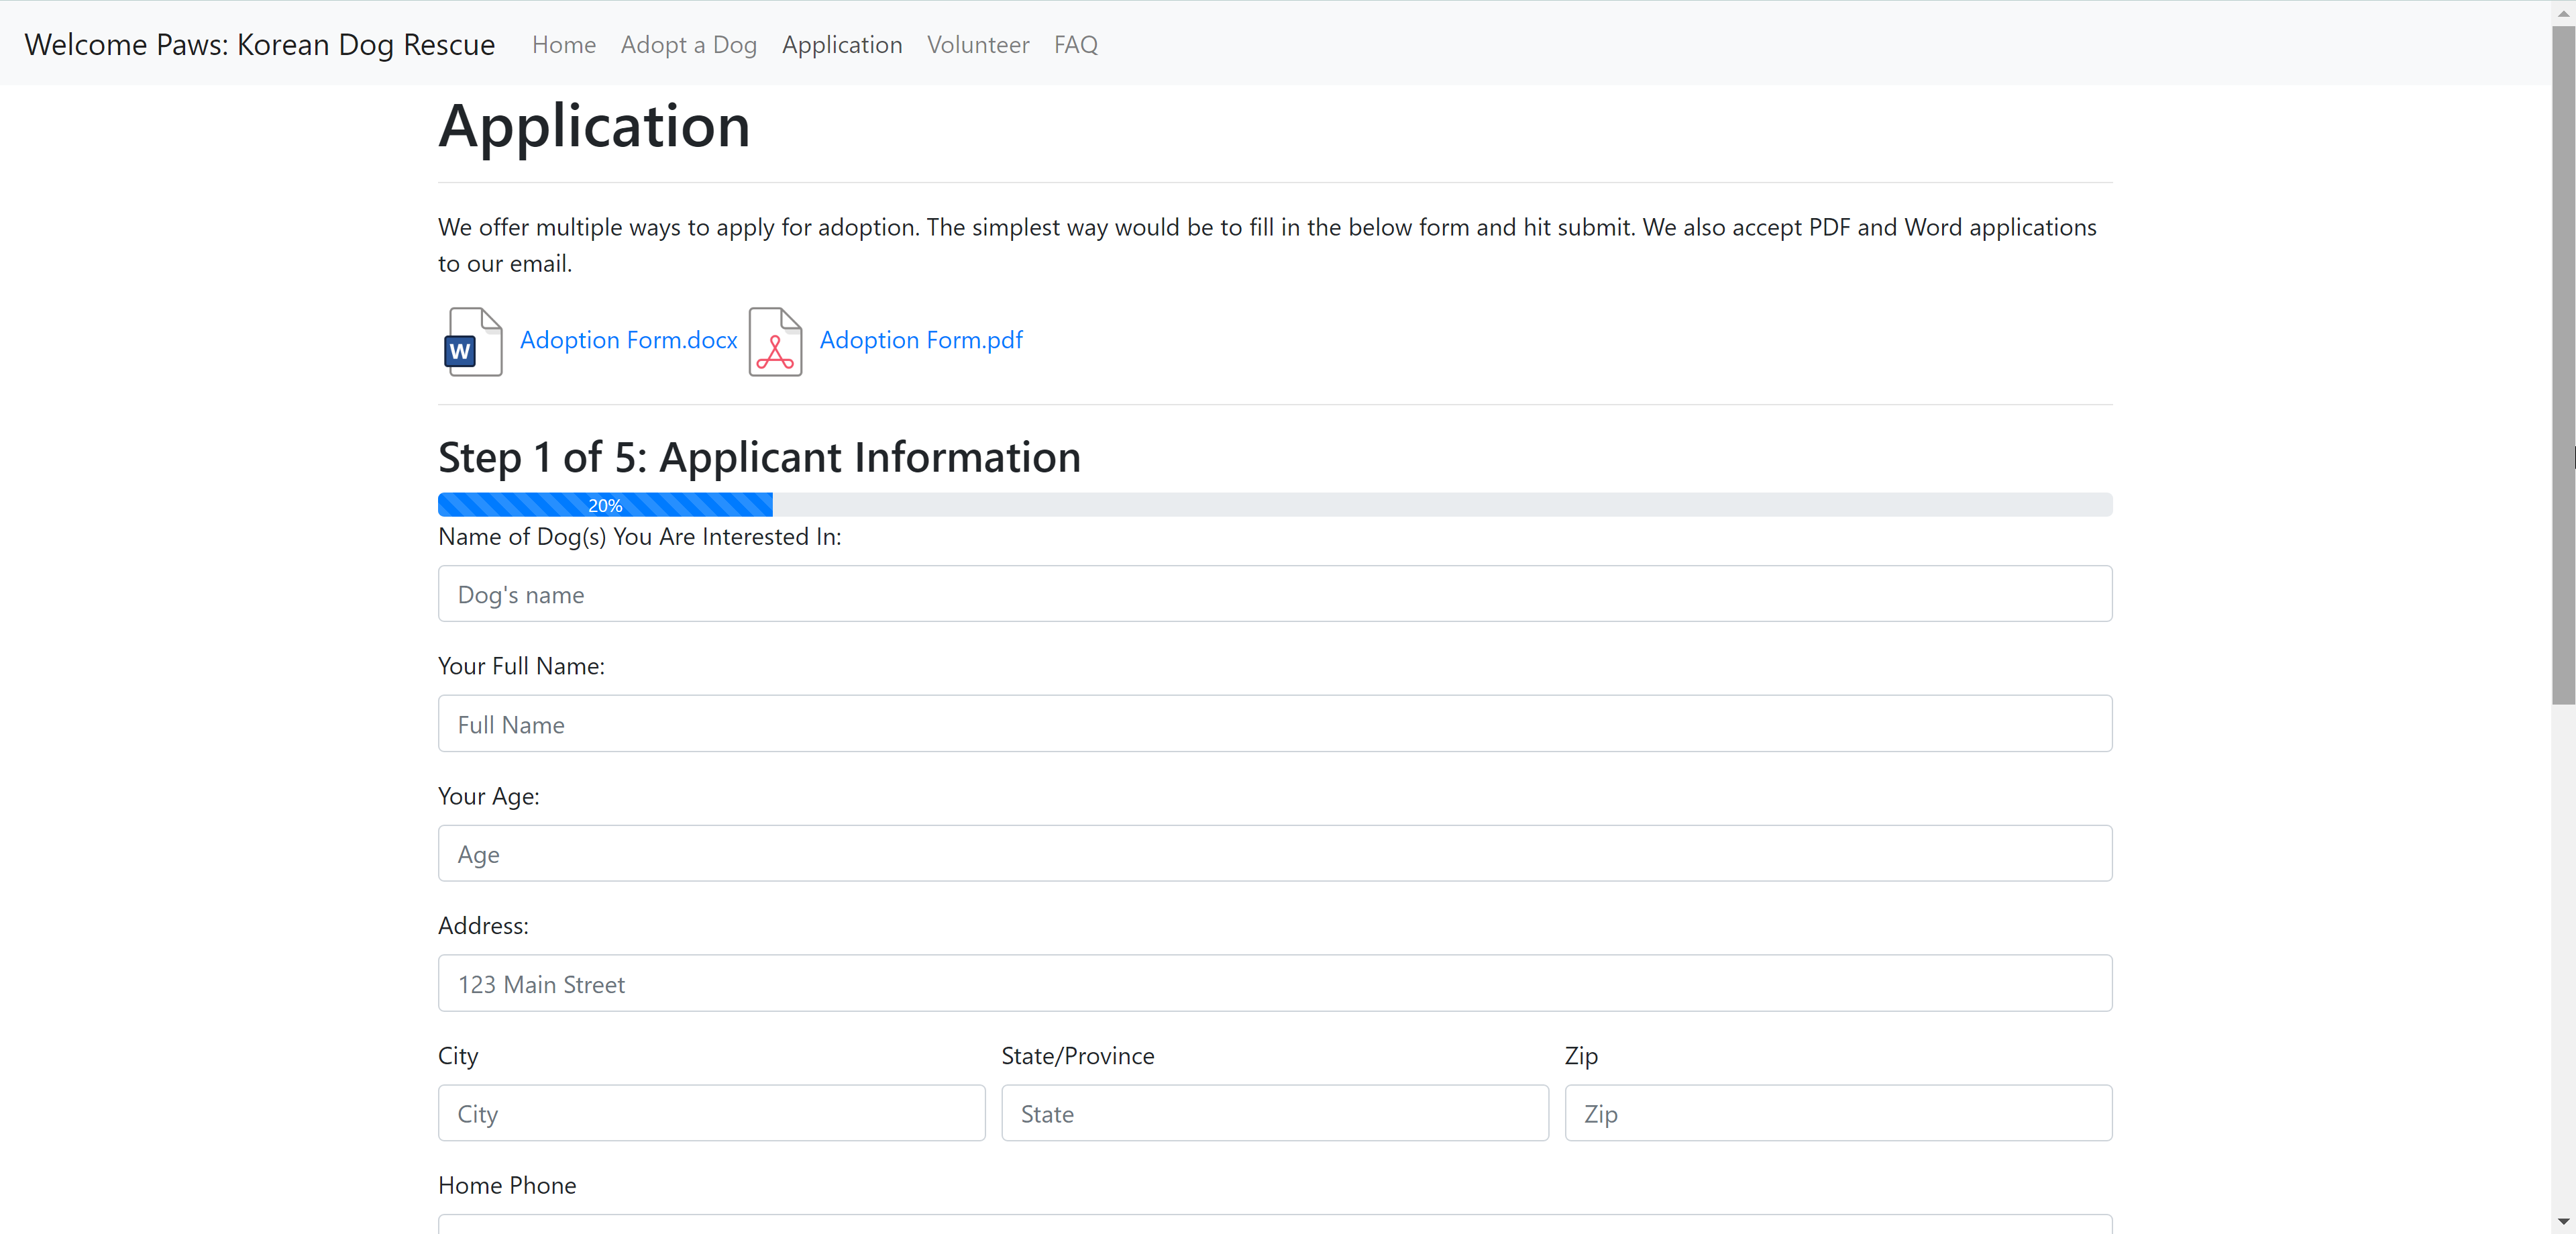 Welcome Paws: Korean Dog Rescue Home Adopt a Dog Application Volunteer FAQ
Application
We offer multiple ways to apply for adoption. The simplest way would be to fill in the below form and hit submit. We also accept PDF and Word applications
to our email.
W Adoption Form.docx Adoption Form.pdf
Step 1 of 5: Applicant Information
20%
Name of Dog(s) You Are Interested In:
Dog's name
Your Full Name:
Full Name
Your Age:
Age
Address:
123 Main Street
City State/Province Zip
City State Zip
Home Phone